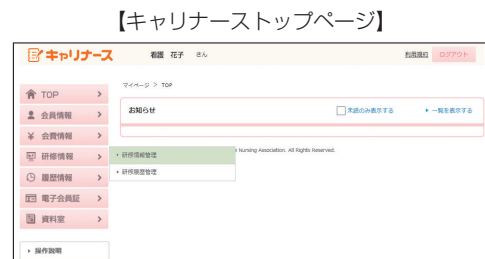 【キャリナーストップページ】
キャリナース
看護 花子 さん
利用規約
ログアウト
マイページ > TOP
TOP
会員情報
会費情報
研修情報
履歴情報
電子会員証
資料室
操作説明
お知らせ
未読のみ表示する
一覧を表示する
研修情報管理
研修履歴管理
Nursing Association. All Rights Reserved.